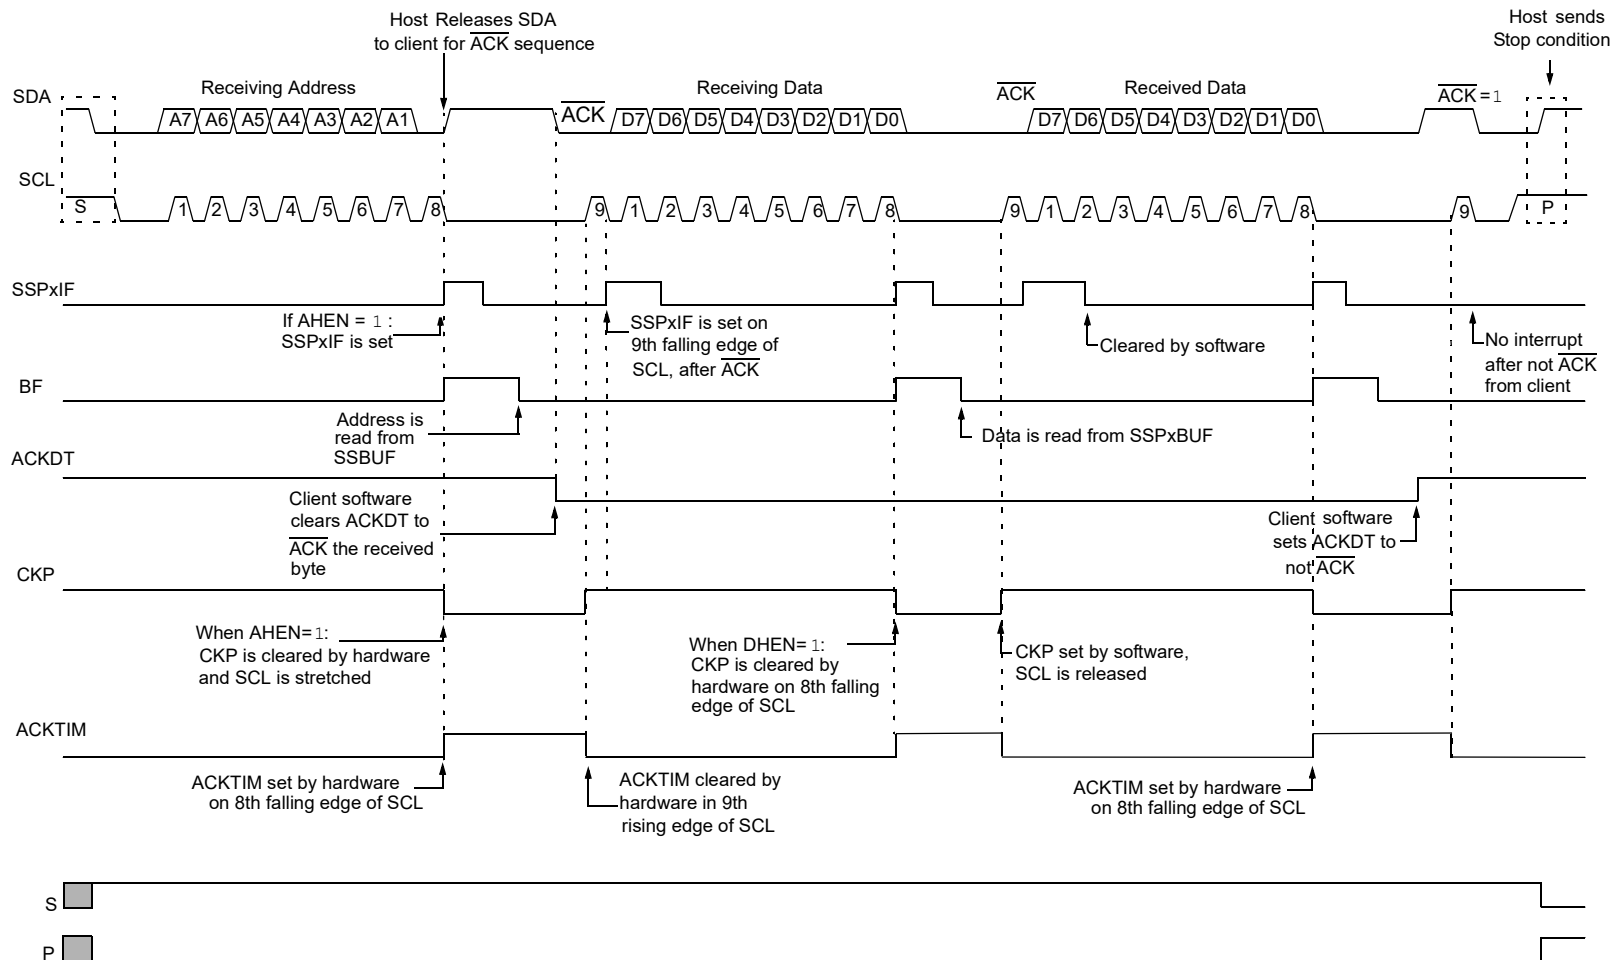 Host Releases SDA
to client for ACK sequence
Host sends
Stop condition
SDA
Receiving Address
A7 A6 A5 A4 A3 A2 A1
ACK
Receiving Data
D7 D6 D5 D4 D3 D2 D1 D0
ACK
Received Data
D7 D6 D5 D4 D3 D2 D1 D0
ACK = 1
SCL
S
1 2 3 4 5 6 7 8
9 1 2 3 4 5 6 7 8
9 1 2 3 4 5 6 7 8
9
P
SSPxIF
If AHEN = 1 :
SSPxIF is set
SSPxIF is set on
9th falling edge of
SCL, after ACK
Cleared by software
No interrupt
after not ACK
from client
BF
Address is
read from
SSBUF
Data is read from SSPxBUF
ACKDT
Client software
clears ACKDT to
ACK the received
byte
Client software
sets ACKDT to
not ACK
CKP
When AHEN= 1:
CKP is cleared by hardware
and SCL is stretched
When DHEN= 1:
CKP is cleared by
hardware on 8th falling
edge of SCL
CKP set by software,
SCL is released
ACKTIM
ACKTIM set by hardware
on 8th falling edge of SCL
ACKTIM cleared by
hardware in 9th
rising edge of SCL
ACKTIM set by hardware
on 8th falling edge of SCL
S
P